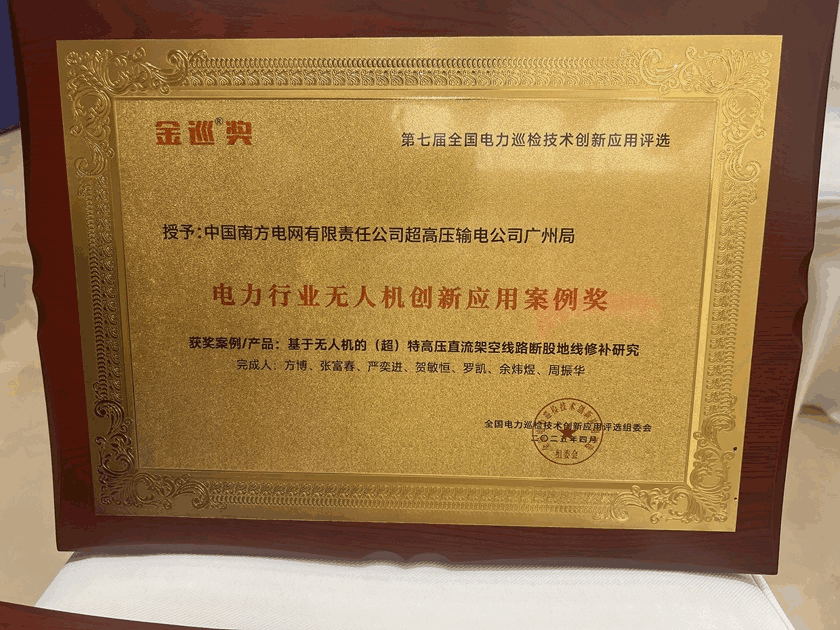 金巡®奖
第七届全国电力巡检技术创新应用评选
授予:中国南方电网有限责任公司超高压输电公司广州局
电力行业无人机创新应用案例奖
获奖案例/产品：基于无人机的（超）特高压直流架空线路断股地线修补研究
完成人：方博、张富春、严奕进、贺敏恒、罗凯、余炜煜、周振华
全国电力巡检技术创新应用评选组委会
二〇二五年四月
组委会